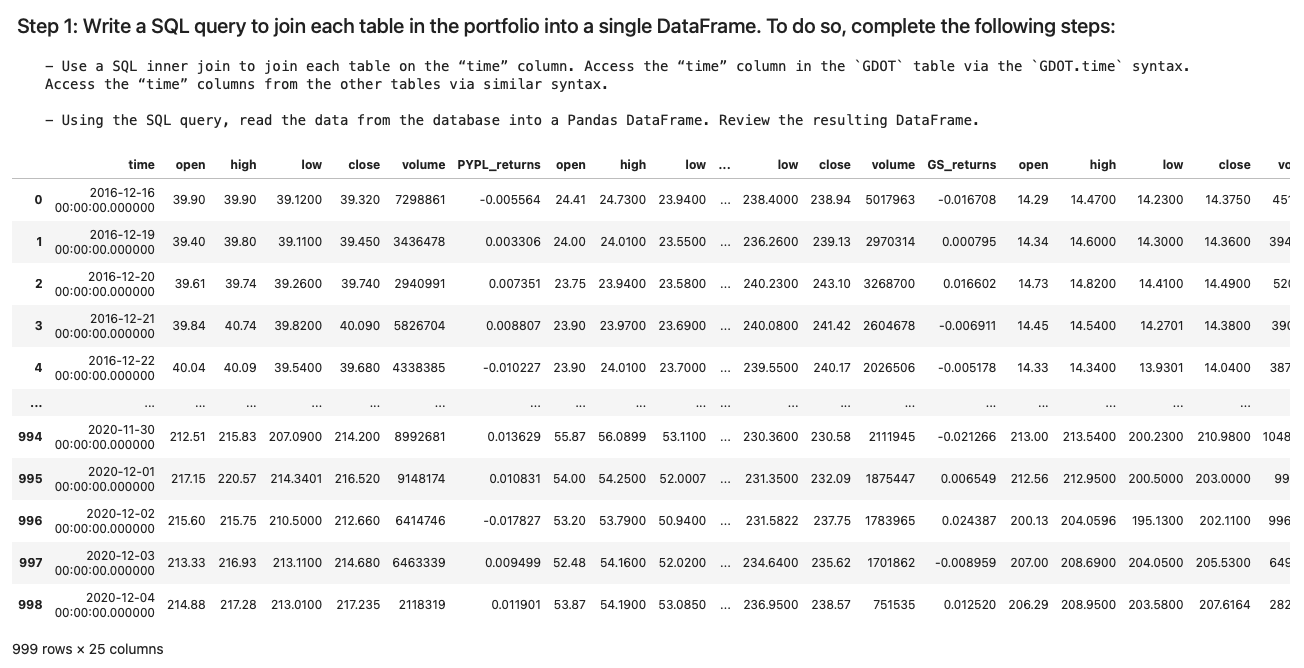 Step 1: Write a SQL query to join each table in the portfolio into a single DataFrame. To do so, complete the following steps:
– Use a SQL inner join to join each table on the “time” column. Access the “time” column in the `GDOT` table via the `GDOT.time` syntax.
Access the “time” columns from the other tables via similar syntax.
– Using the SQL query, read the data from the database into a Pandas DataFrame. Review the resulting DataFrame.
time open high low close volume PYPL_returns open high low ... low close volume GS_returns open high low close vo
0 2016-12-16 00:00:00.000000 39.90 39.90 39.1200 39.320 7298861 -0.005564 24.41 24.7300 23.9400 ... 238.4000 238.94 5017963 -0.016708 14.29 14.4700 14.2300 14.3750 451
1 2016-12-19 00:00:00.000000 39.40 39.80 39.1100 39.450 3436478 0.003306 24.00 24.0100 23.5500 ... 236.2600 239.13 2970314 0.000795 14.34 14.6000 14.3000 14.3600 394
2 2016-12-20 00:00:00.000000 39.61 39.74 39.2600 39.740 2940991 0.007351 23.75 23.9400 23.5800 ... 240.2300 243.10 3268700 0.016602 14.73 14.8200 14.4100 14.4900 520
3 2016-12-21 00:00:00.000000 39.84 40.74 39.8200 40.090 5826704 0.008807 23.90 23.9700 23.6900 ... 240.0800 241.42 2604678 -0.006911 14.45 14.5400 14.2701 14.3800 390
4 2016-12-22 00:00:00.000000 40.04 40.09 39.5400 39.680 4338385 -0.010227 23.90 24.0100 23.7000 ... 239.5500 240.17 2026506 -0.005178 14.33 14.3400 13.9301 14.0400 387
... ... ... ... ... ... ... ... ... ... ... ... ... ... ... ... ... ... ... ...
994 2020-11-30 00:00:00.000000 212.51 215.83 207.0900 214.200 8992681 0.013629 55.87 56.0899 53.1100 ... 230.3600 230.58 2111945 -0.021266 213.00 213.5400 200.2300 210.9800 1048
995 2020-12-01 00:00:00.000000 217.15 220.57 214.3401 216.520 9148174 0.010831 54.00 54.2500 52.0007 ... 231.3500 232.09 1875447 0.006549 212.56 212.9500 200.5000 203.0000 99
996 2020-12-02 00:00:00.000000 215.60 215.75 210.5000 212.660 6414746 -0.017827 53.20 53.7900 50.9400 ... 231.5822 237.75 1783965 0.024387 200.13 204.0596 195.1300 202.1100 996
997 2020-12-03 00:00:00.000000 213.33 216.93 213.1100 214.680 6463339 0.009499 52.48 54.1600 52.0200 ... 234.6400 235.62 1701862 -0.008959 207.00 208.6900 204.0500 205.5300 649
998 2020-12-04 00:00:00.000000 214.88 217.28 213.0100 217.235 2118319 0.011901 53.87 54.1900 53.0850 ... 236.9500 238.57 751535 0.012520 206.29 208.9500 203.5800 207.6164 282
999 rows × 25 columns